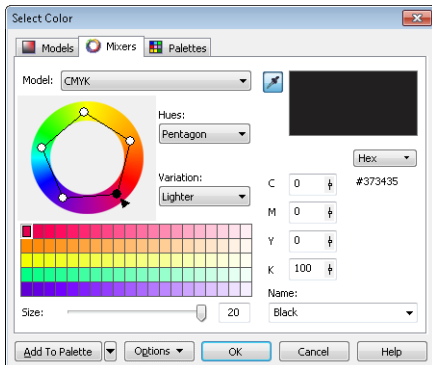 Select Color
Models Mixers Palettes
Model: CMYK
Hues:
Pentagon
Hex
Variation:
Lighter
C 0 #373435
M 0
Y 0
K 100
Name:
Size: 20 Black
Add To Palette Options OK Cancel Help